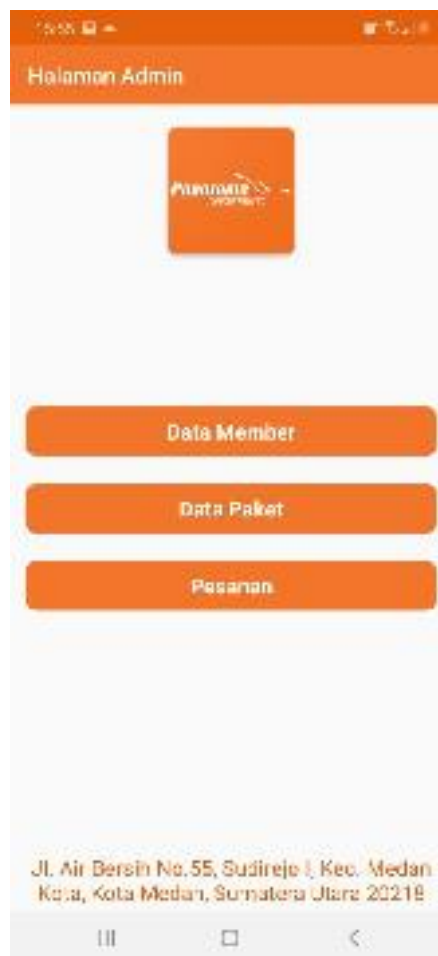 Halaman Admin
Data Member
Data Paket
Pesanan
Jl. Air Bersih No.55, Sudirejo I, Kec. Medan
Kota, Kota Medan, Sumatera Utara 20218